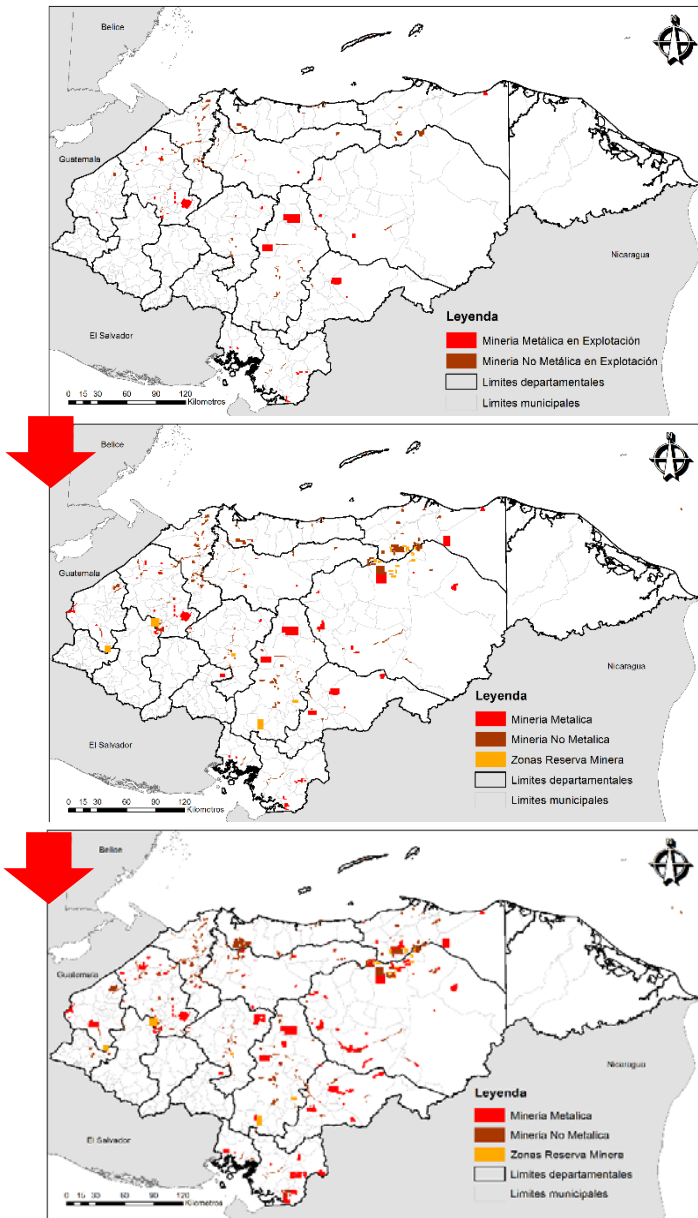 Belice
Guatemala
Nicaragua
El Salvador
Leyenda
Mineria Metálica en Explotación
Mineria No Metálica en Explotación
Limites departamentales
Limites municipales
0 15 30 60 90 120
Kilometros
Belice
Guatemala
Nicaragua
El Salvador
Leyenda
Mineria Metalica
Mineria No Metalica
Zonas Reserva Minera
Limites departamentales
Limites municipales
0 15 30 60 90 120
Kilometros
Belice
Guatemala
Nicaragua
El Salvador
Leyenda
Mineria Metalica
Mineria No Metalica
Zonas Reserva Minera
Limites departamentales
Limites municipales
0 15 30 60 90 120
Kilometros